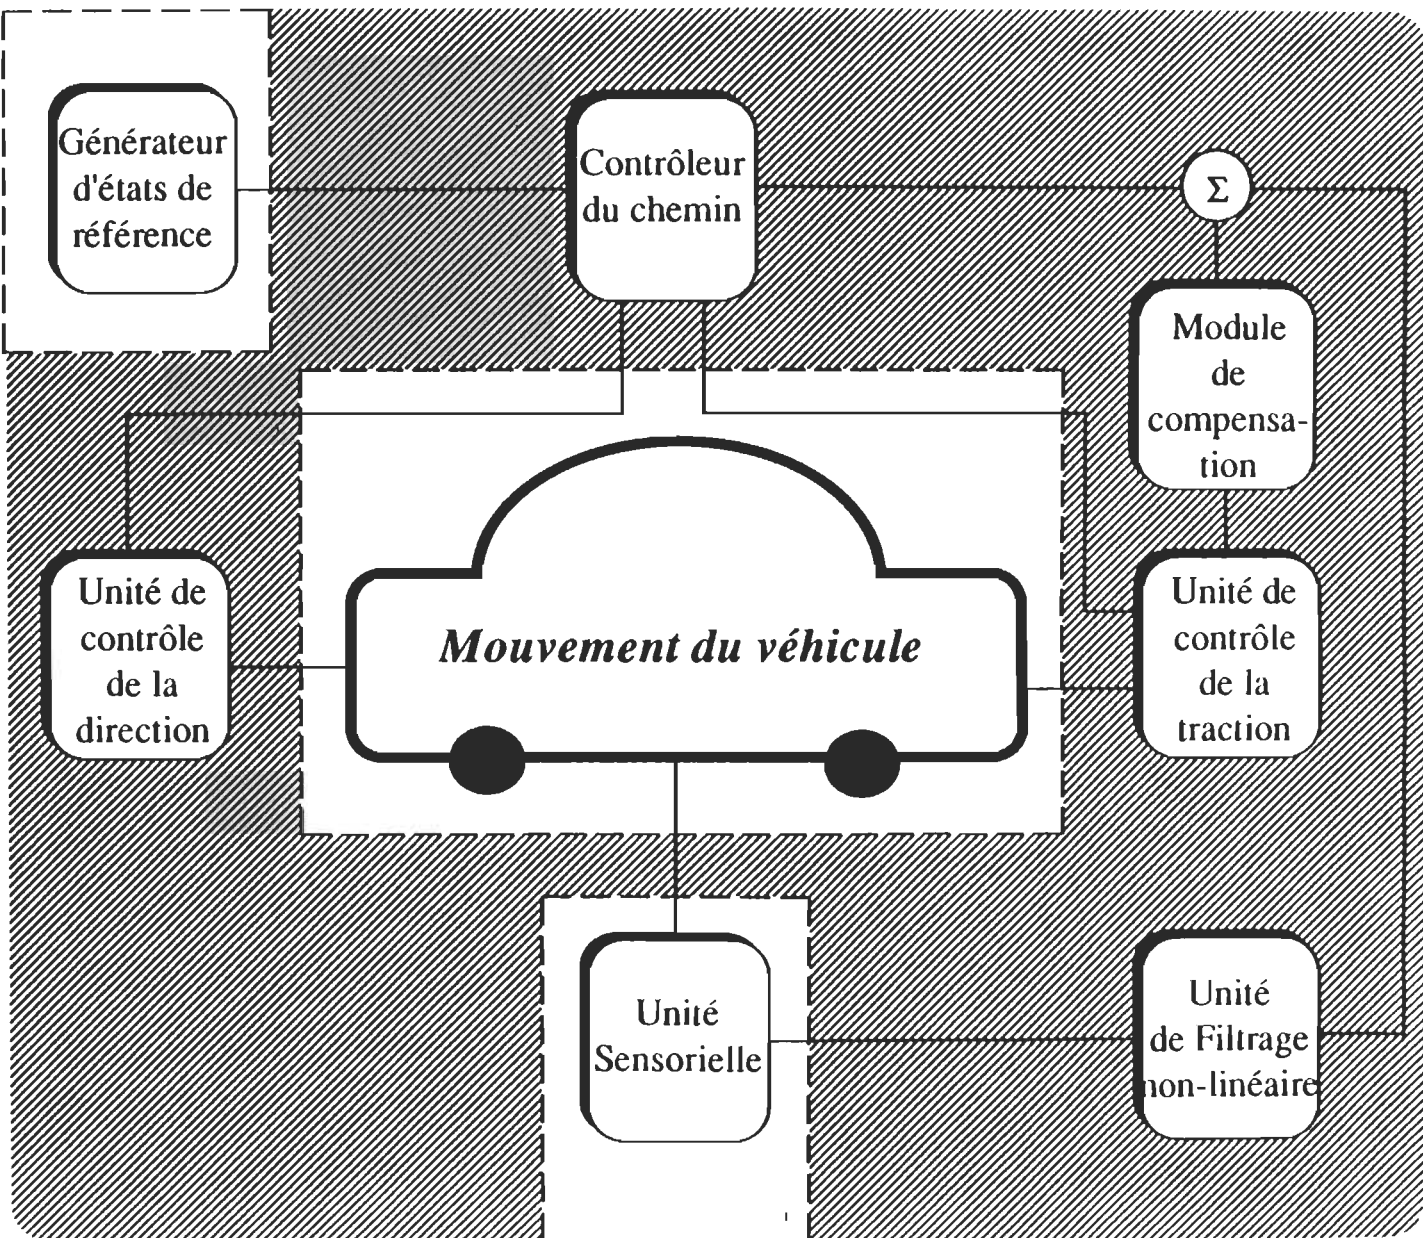 Générateur
d'états de
référence
Contrôleur
du chemin
Σ
Module
de
compensa-
tion
Unité de
contrôle
de la
direction
Mouvement du véhicule
Unité de
contrôle
de la
traction
Unité
Sensorielle
Unité
de Filtrage
non-linéaire